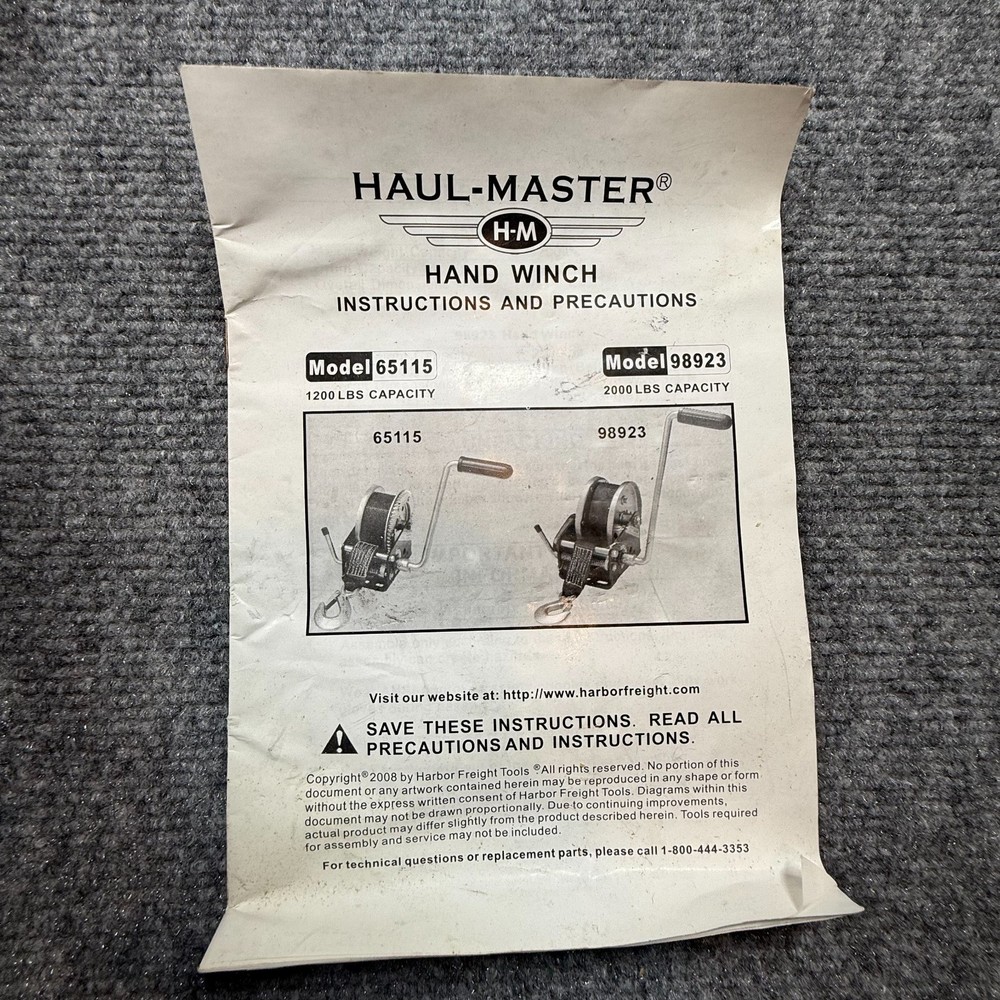 HAUL-MASTER®
H-M
HAND WINCH
INSTRUCTIONS AND PRECAUTIONS
Model 65115
1200 LBS CAPACITY
Model 98923
2000 LBS CAPACITY
65115
98923
Visit our website at: http://www.harborfreight.com
SAVE THESE INSTRUCTIONS. READ ALL
PRECAUTIONS AND INSTRUCTIONS.
Copyright® 2008 by Harbor Freight Tools ® All rights reserved. No portion of this
document or any artwork contained herein may be reproduced in any shape or form
without the express written consent of Harbor Freight Tools. Diagrams within this
document may not be drawn proportionally. Due to continuing improvements,
actual product may differ slightly from the product described herein. Tools required
for assembly and service may not be included.
For technical questions or replacement parts, please call 1-800-444-3353